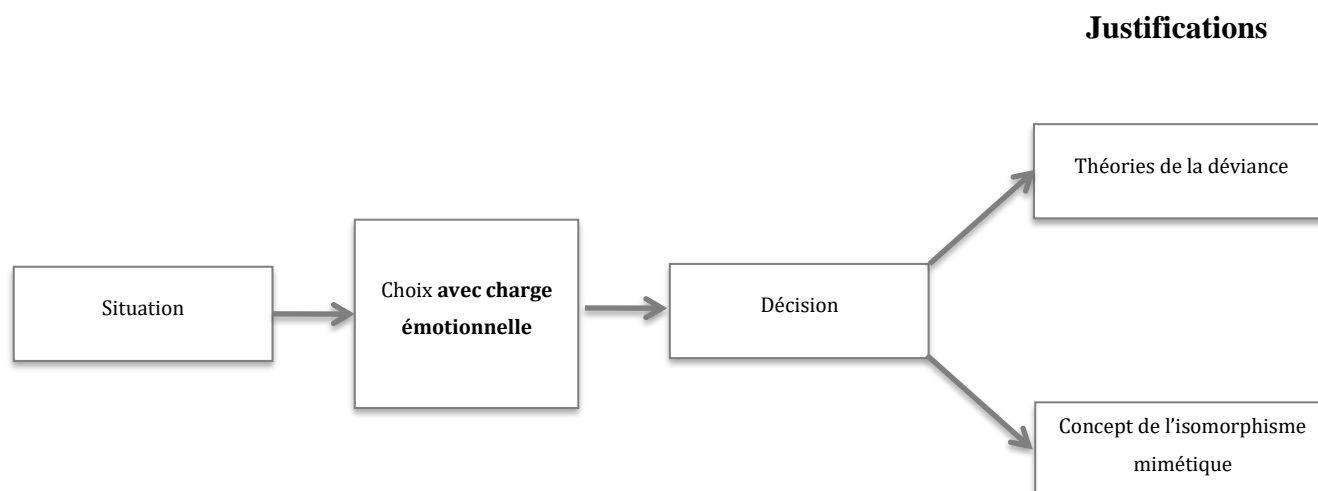 Justifications
Théories de la déviance
Situation
Choix avec charge
émotionnelle
Décision
Concept de l'isomorphisme
mimétique